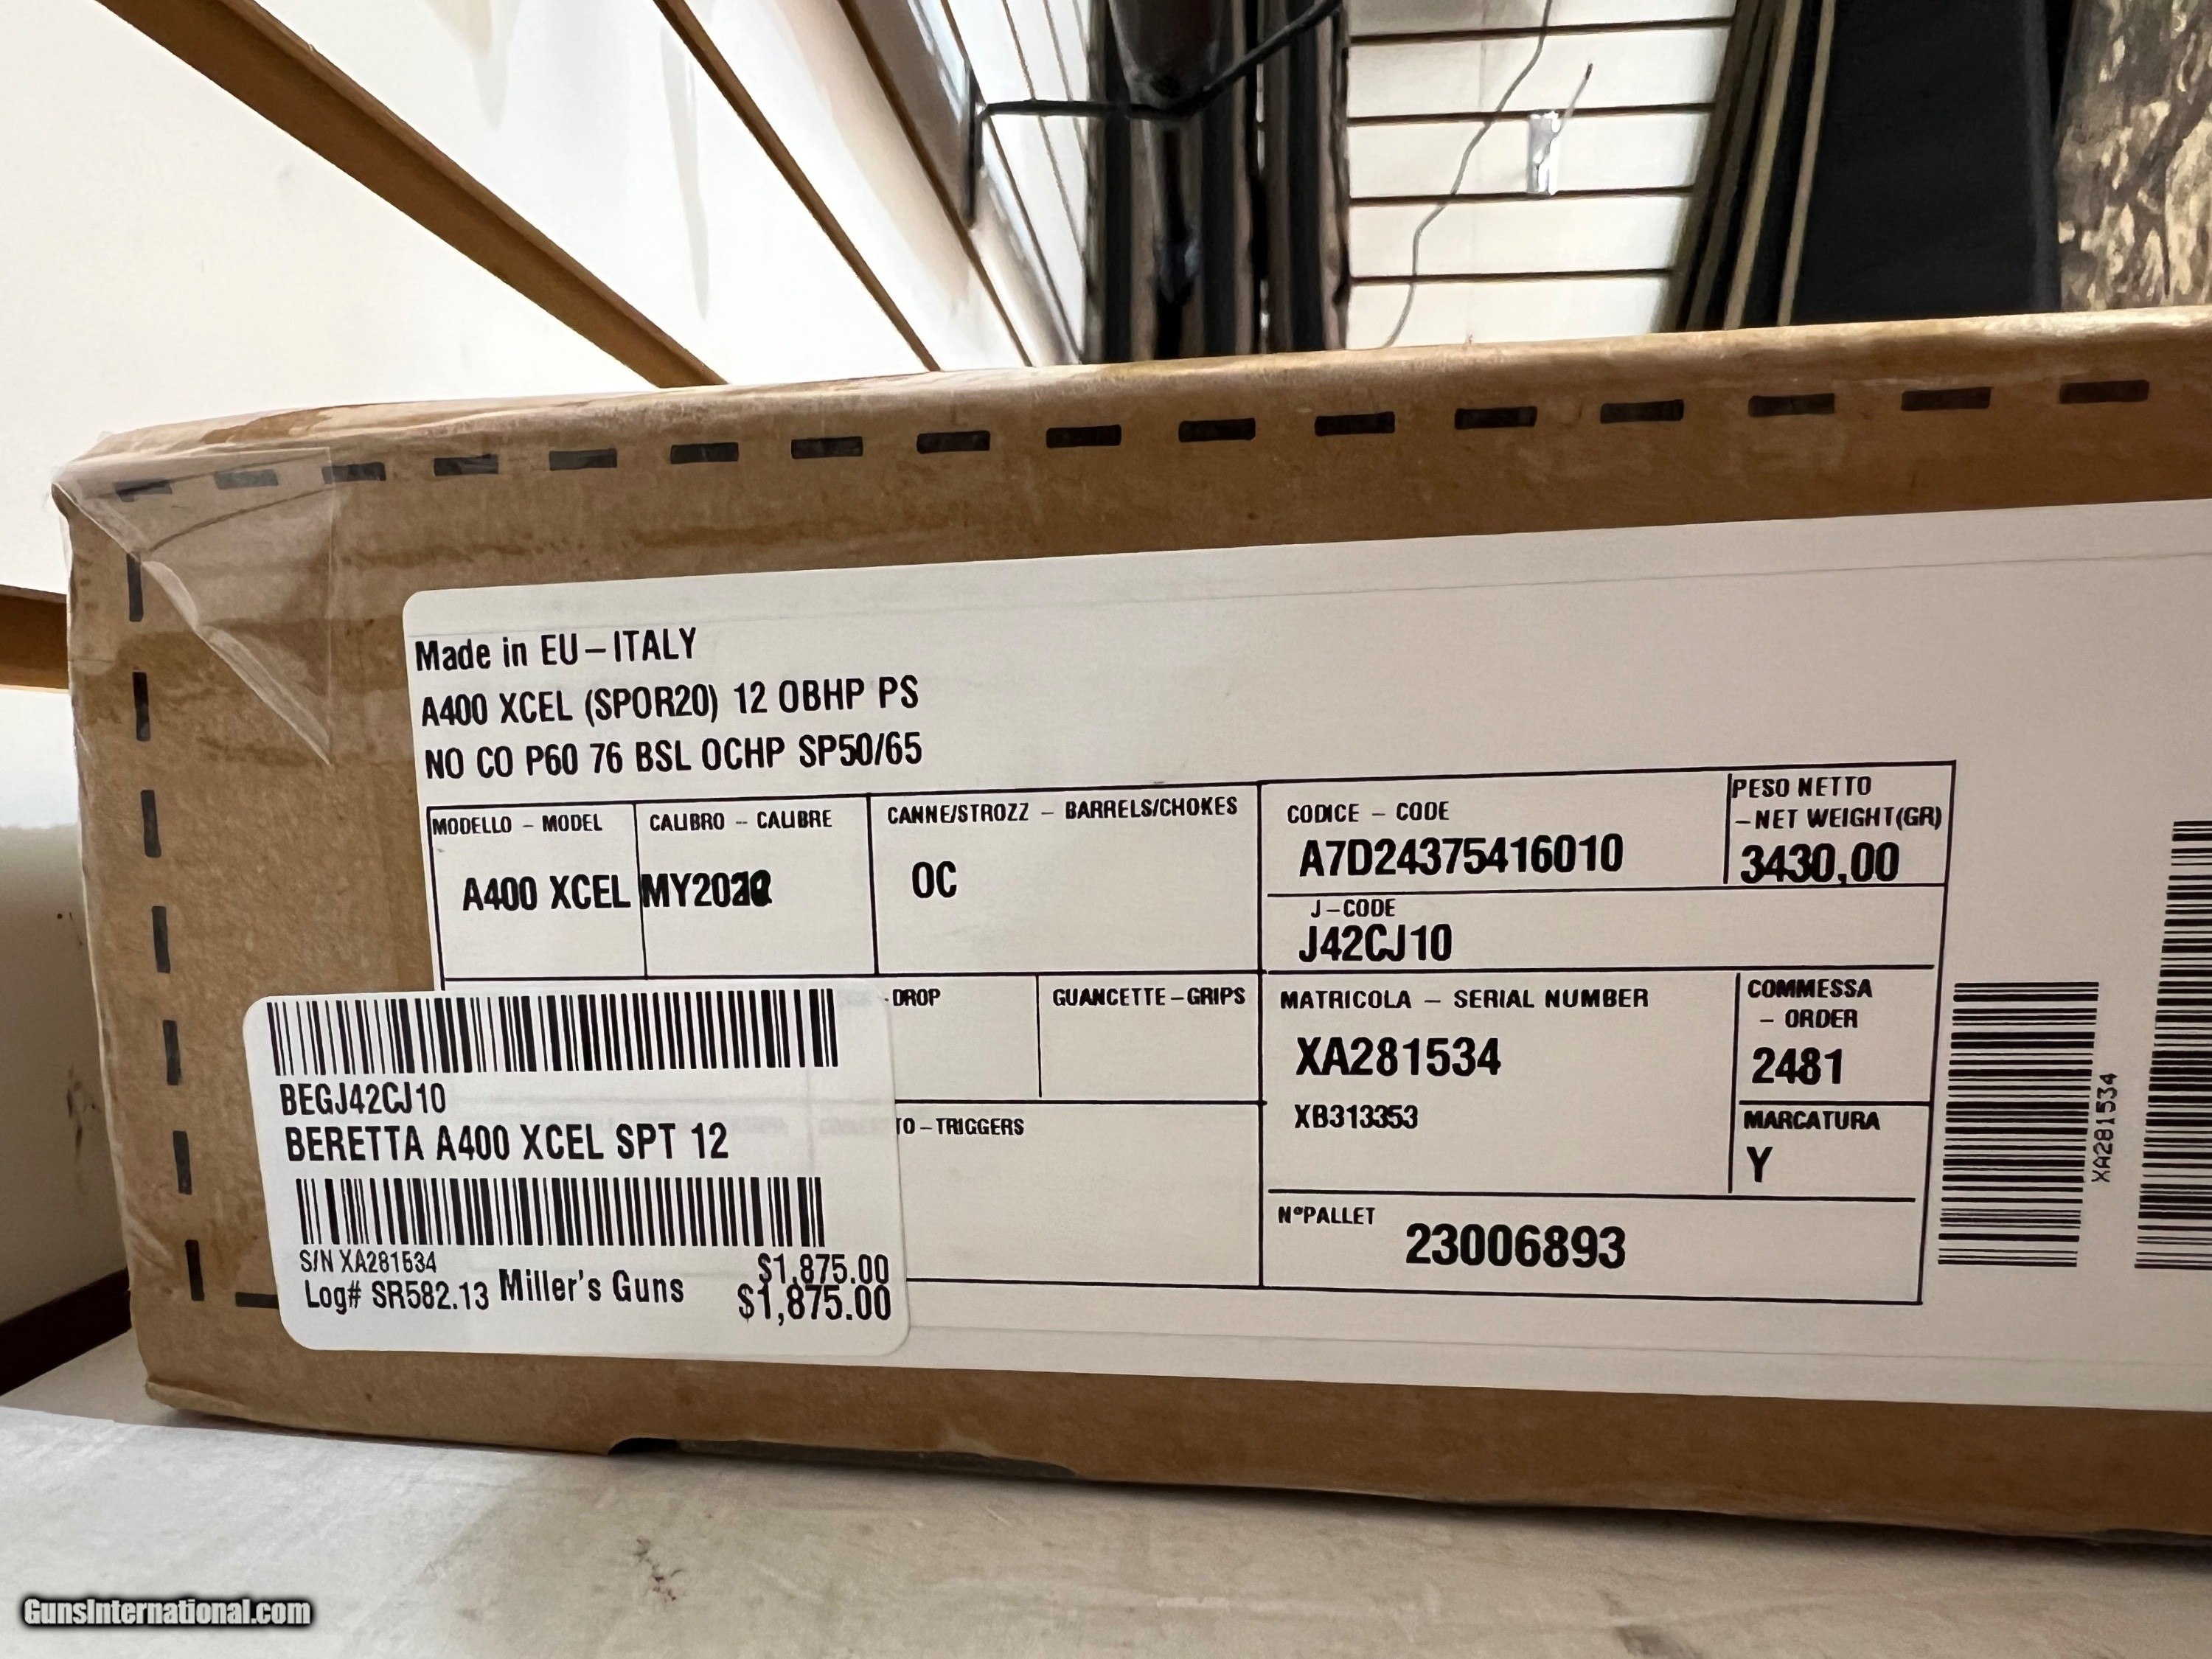 Made in EU-ITALY
A400 XCEL (SPOR20) 12 OBHP PS
NO CO P60 76 BSL OCHP SP50/65
MODELLO - MODEL
CALIBRO - CALIBRE
CANNE/STROZZ - BARRELS/CHOKES
CODICE - CODE
PESO NETTO
-NET WEIGHT(GR)
A400 XCEL
OC
A7D24375416010
3430,00
J-CODE
J42CJ10
DROP
GUANCETTE-GRIPS
MATRICOLA - SERIAL NUMBER
COMMESSA
- ORDER
XA281534
2481
XB313353
TO-TRIGGERS
MARCATURA
Y
N°PALLET
23006893
XA281534
BEGJ42CJ10
BERETTA A400 XCEL SPT 12
S/N XA281534
$1,875.00
Log# SR582.13 Miller's Guns
$1,875.00
GunsInternational.com